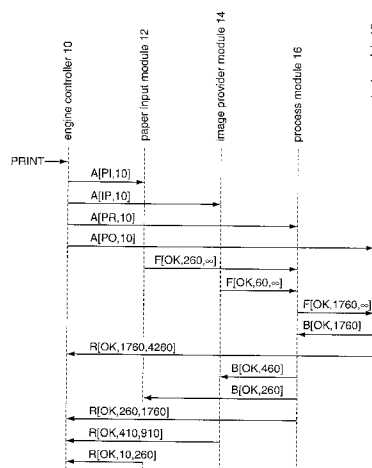 engine controller 10
paper input module 12
image provider module 14
process module 16
PRINT
A[PI,10]
A[IP,10]
A[PR,10]
A[PO,10]
F[OK,260,∞]
F[OK,60,∞]
F[OK,1760,∞]
B[OK,1760]
R[OK,1760,4260]
B[OK,460]
B[OK,260]
R[OK,260,1760]
R[OK,410,910]
R[OK,10,260]